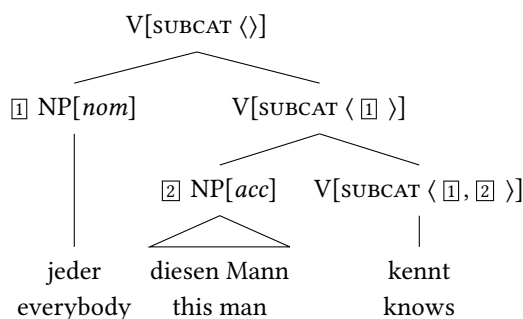 V[SUBCAT ⟨⟩]
1 NP[nom] V[SUBCAT ⟨ 1 ⟩]
2 NP[acc] V[SUBCAT ⟨ 1, 2 ⟩]
jeder diesen Mann kennt
everybody this man knows